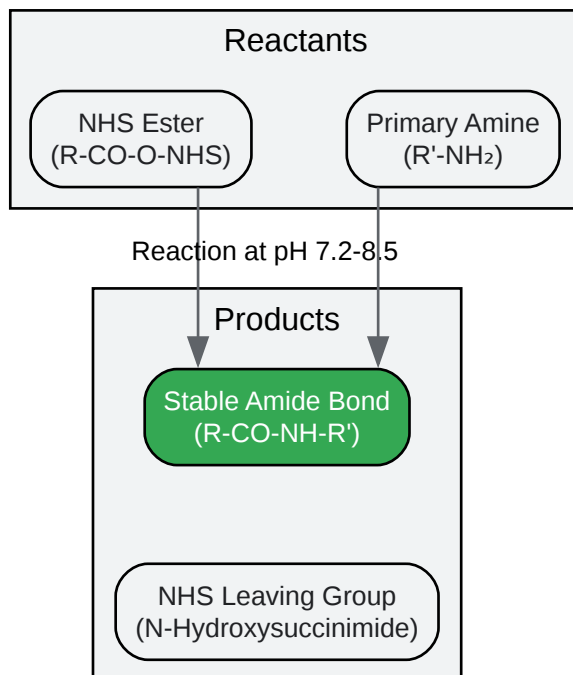 Reactants
NHS Ester
(R-CO-O-NHS)
Primary Amine
(R'-NH₂)
Reaction at pH 7.2-8.5
Products
Stable Amide Bond
(R-CO-NH-R')
NHS Leaving Group
(N-Hydroxysuccinimide)